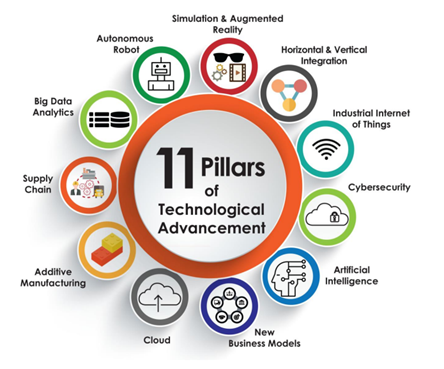 11 Pillars
of
Technological
Advancement
Simulation & Augmented
Reality
Horizontal & Vertical
Integration
Industrial Internet
of Things
Cybersecurity
Artificial
Intelligence
New
Business Models
Cloud
Additive
Manufacturing
Supply
Chain
Big Data
Analytics
Autonomous
Robot